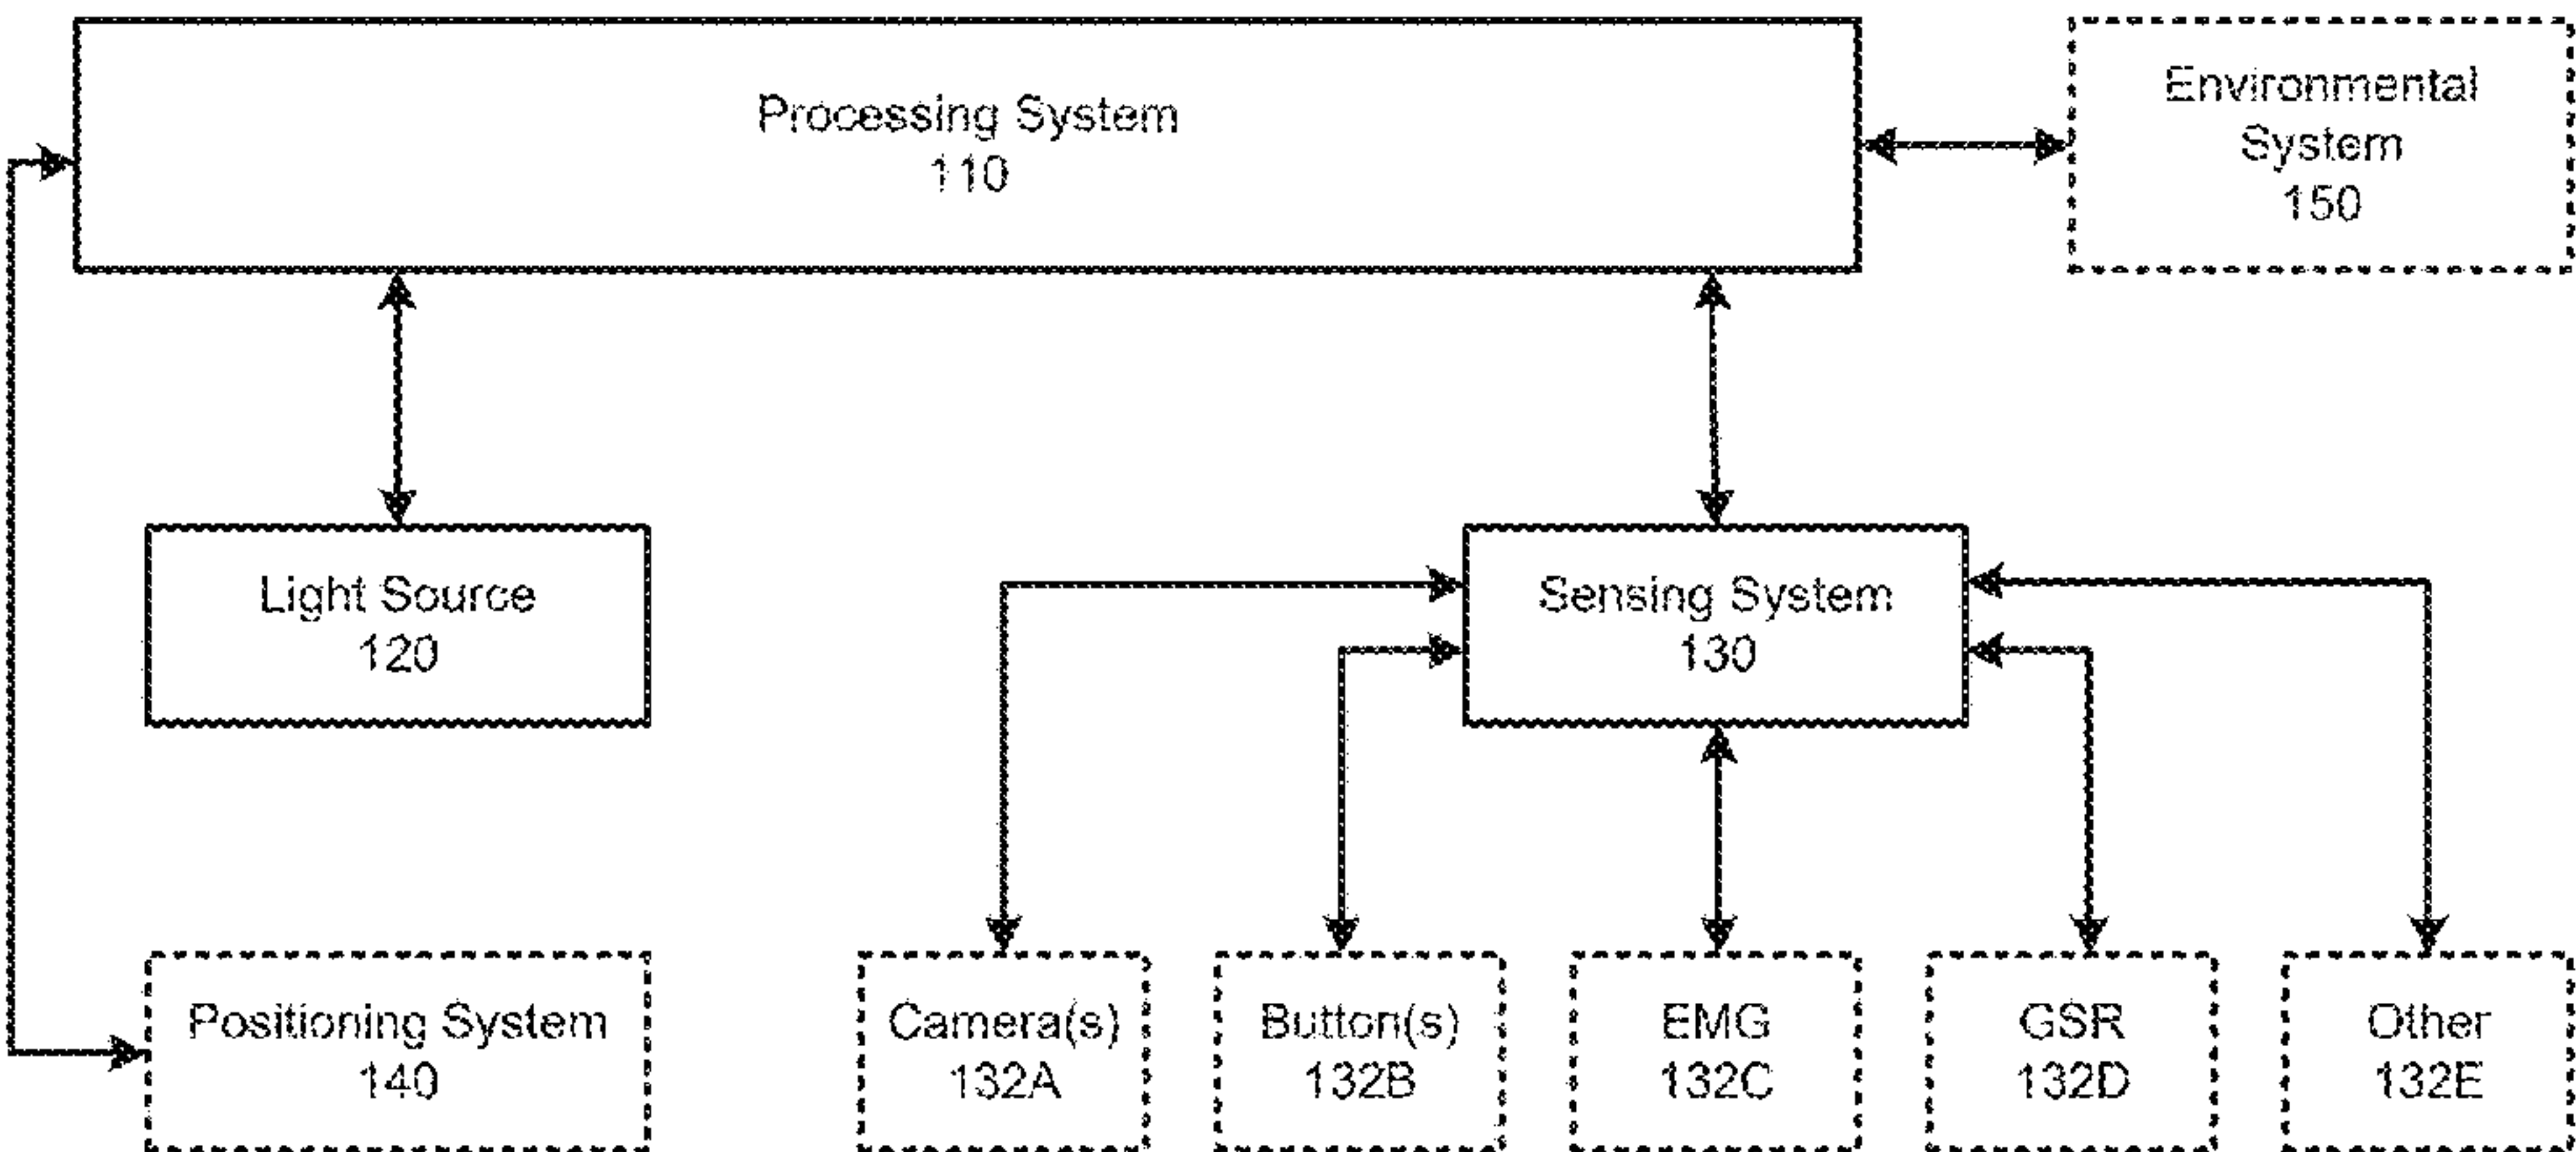 Processing System
110
Environmental
System
150
Light Source
120
Sensing System
130
Positioning System
140
Camera(s)
132A
Button(s)
132B
EMG
132C
GSR
132D
Other
132E